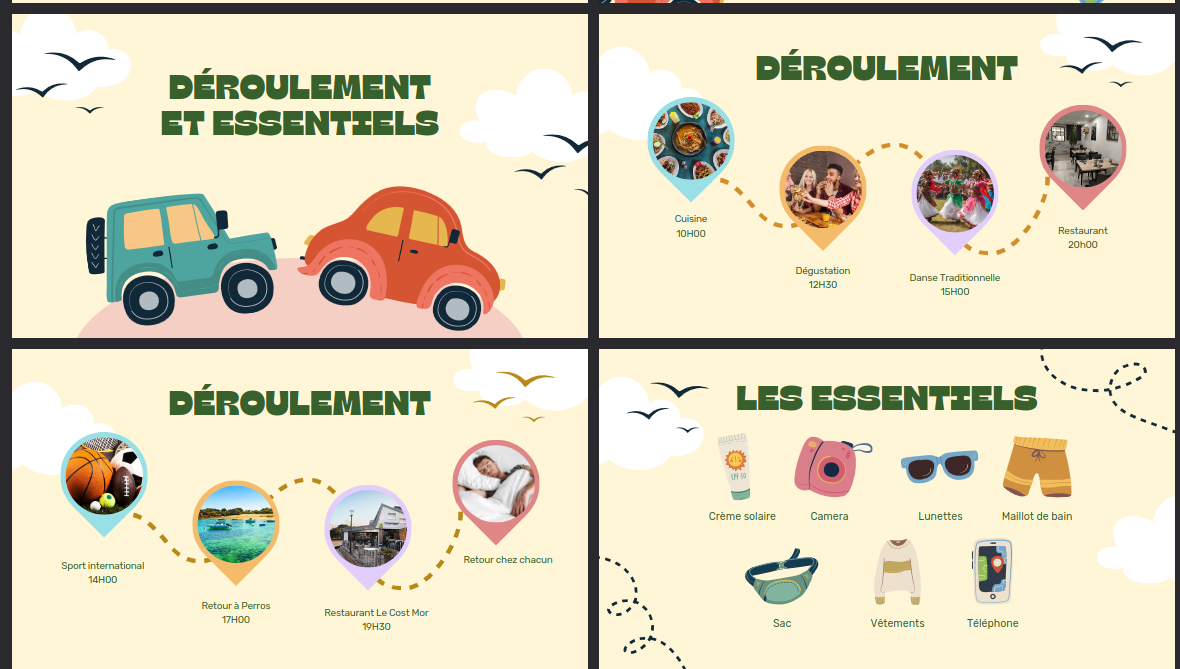 DÉROULEMENT
ET ESSENTIELS
DÉROULEMENT
Cuisine
10H00
Dégustation
12H30
Danse Traditionnelle
15H00
Restaurant
20h00
DÉROULEMENT
Sport international
14H00
Retour à Perros
17H00
Restaurant Le Cost Mor
19H30
Retour chez chacun
LES ESSENTIELS
SPF 50
Crème solaire
Camera
Lunettes
Maillot de bain
Sac
Vêtements
Téléphone